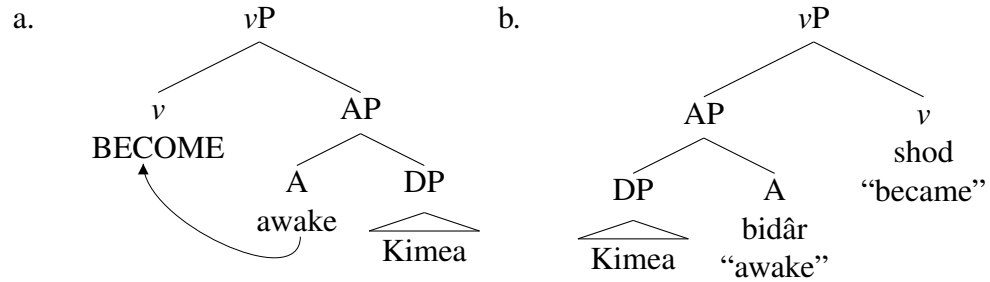 a. vP b. vP
v AP AP v
BECOME shod
A DP DP A “became”
awake bidâr
Kimea Kimea “awake”